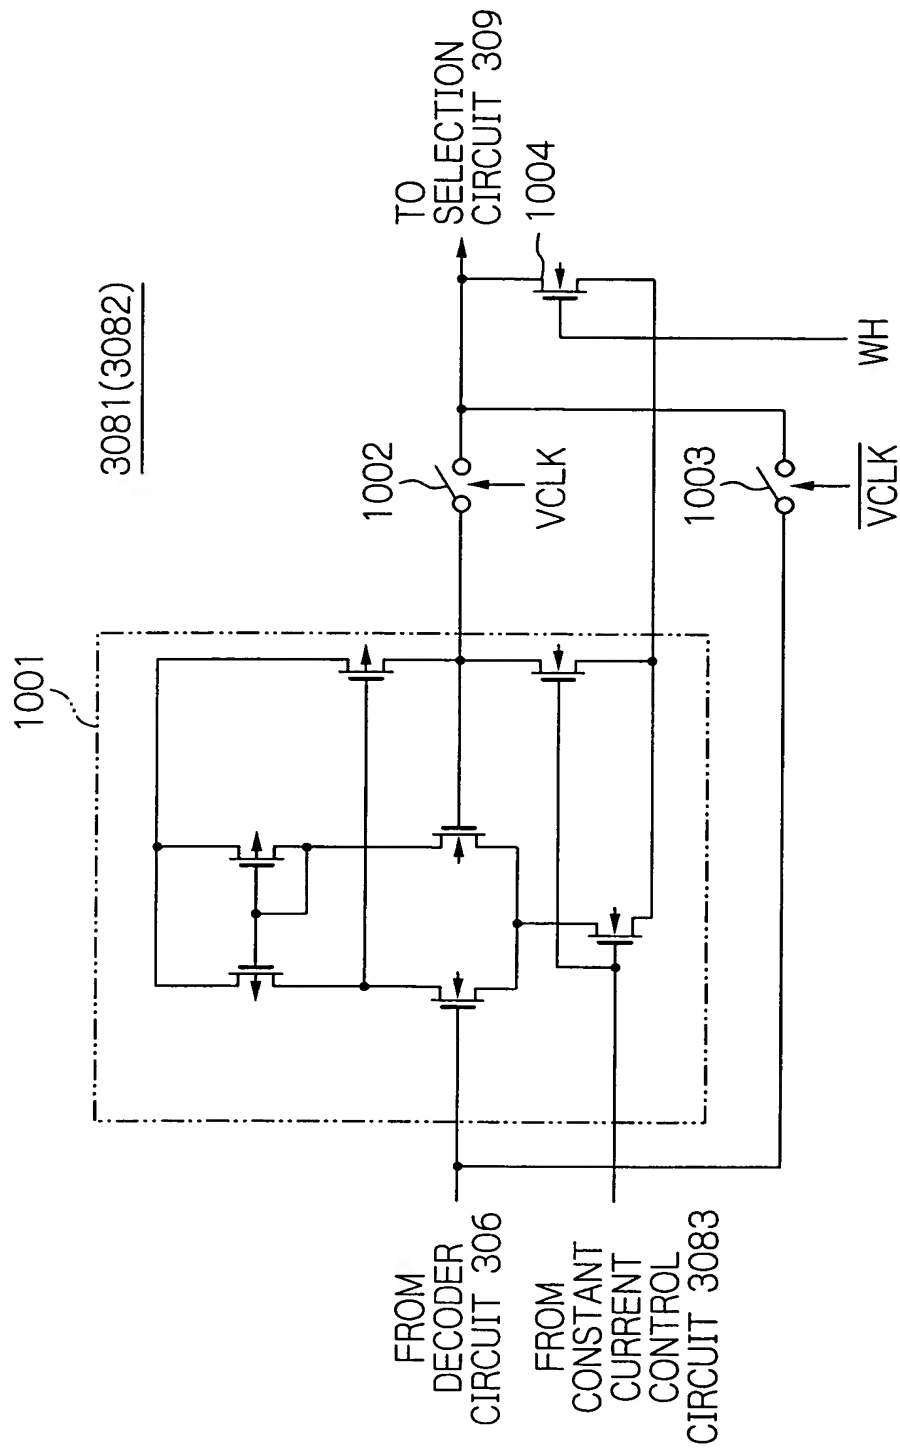 3081(3082)
1001
TO
SELECTION
CIRCUIT 309
1002
VCLK
1004
WH
1003
VCLK
FROM
DECODER
CIRCUIT 306
FROM
CONSTANT
CURRENT
CONTROL
CIRCUIT 3083